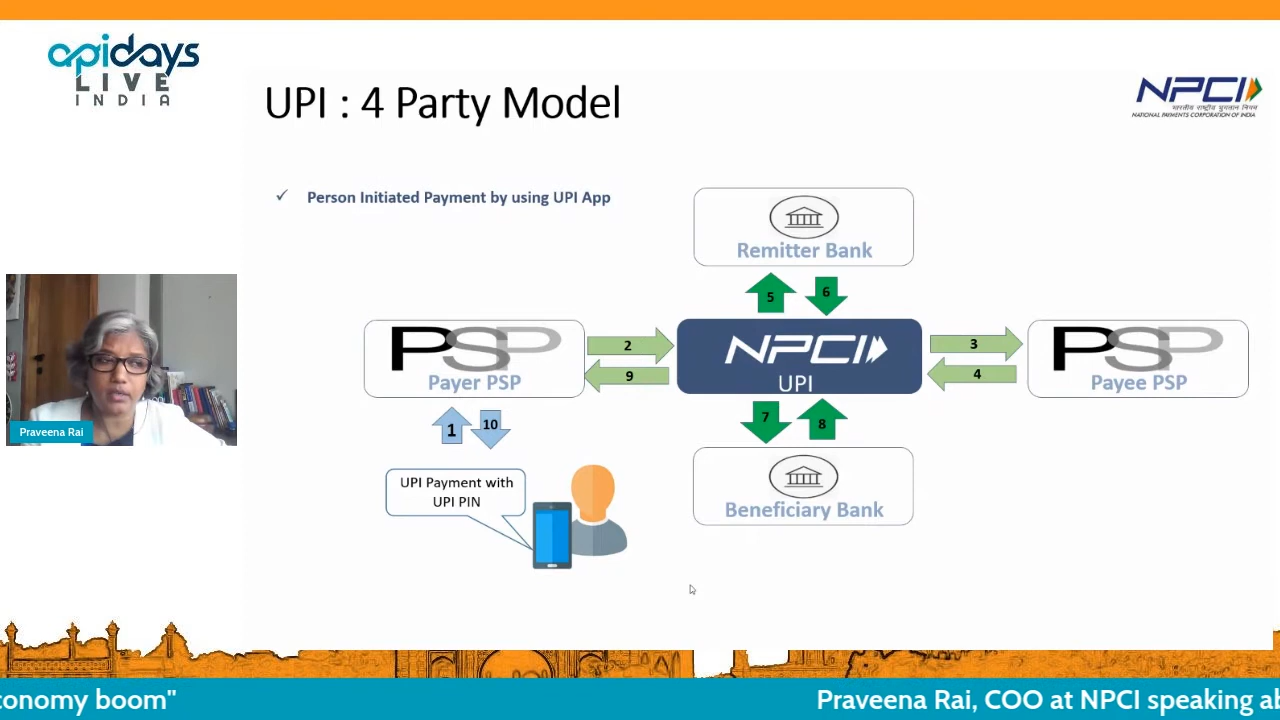 apidays
LIVE
INDIA
UPI : 4 Party Model
NPCI
भारतीय राष्ट्रीय भुगतान निगम
NATIONAL PAYMENTS CORPORATION OF INDIA
✓ Person Initiated Payment by using UPI App
Remitter Bank
5
6
PSP
Payer PSP
2
9
NPCI
UPI
3
4
PSP
Payee PSP
1
10
7
8
UPI Payment with
UPI PIN
Beneficiary Bank
Praveena Rai
conomy boom"
Praveena Rai, COO at NPCI speaking ab